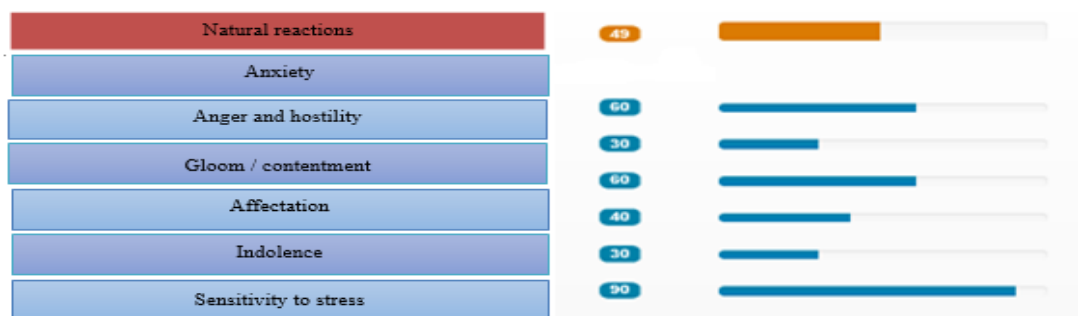 Natural reactions 49
Anxiety 60
Anger and hostility 30
Gloom / contentment 60
Affectation 40
Indolence 30
Sensitivity to stress 90